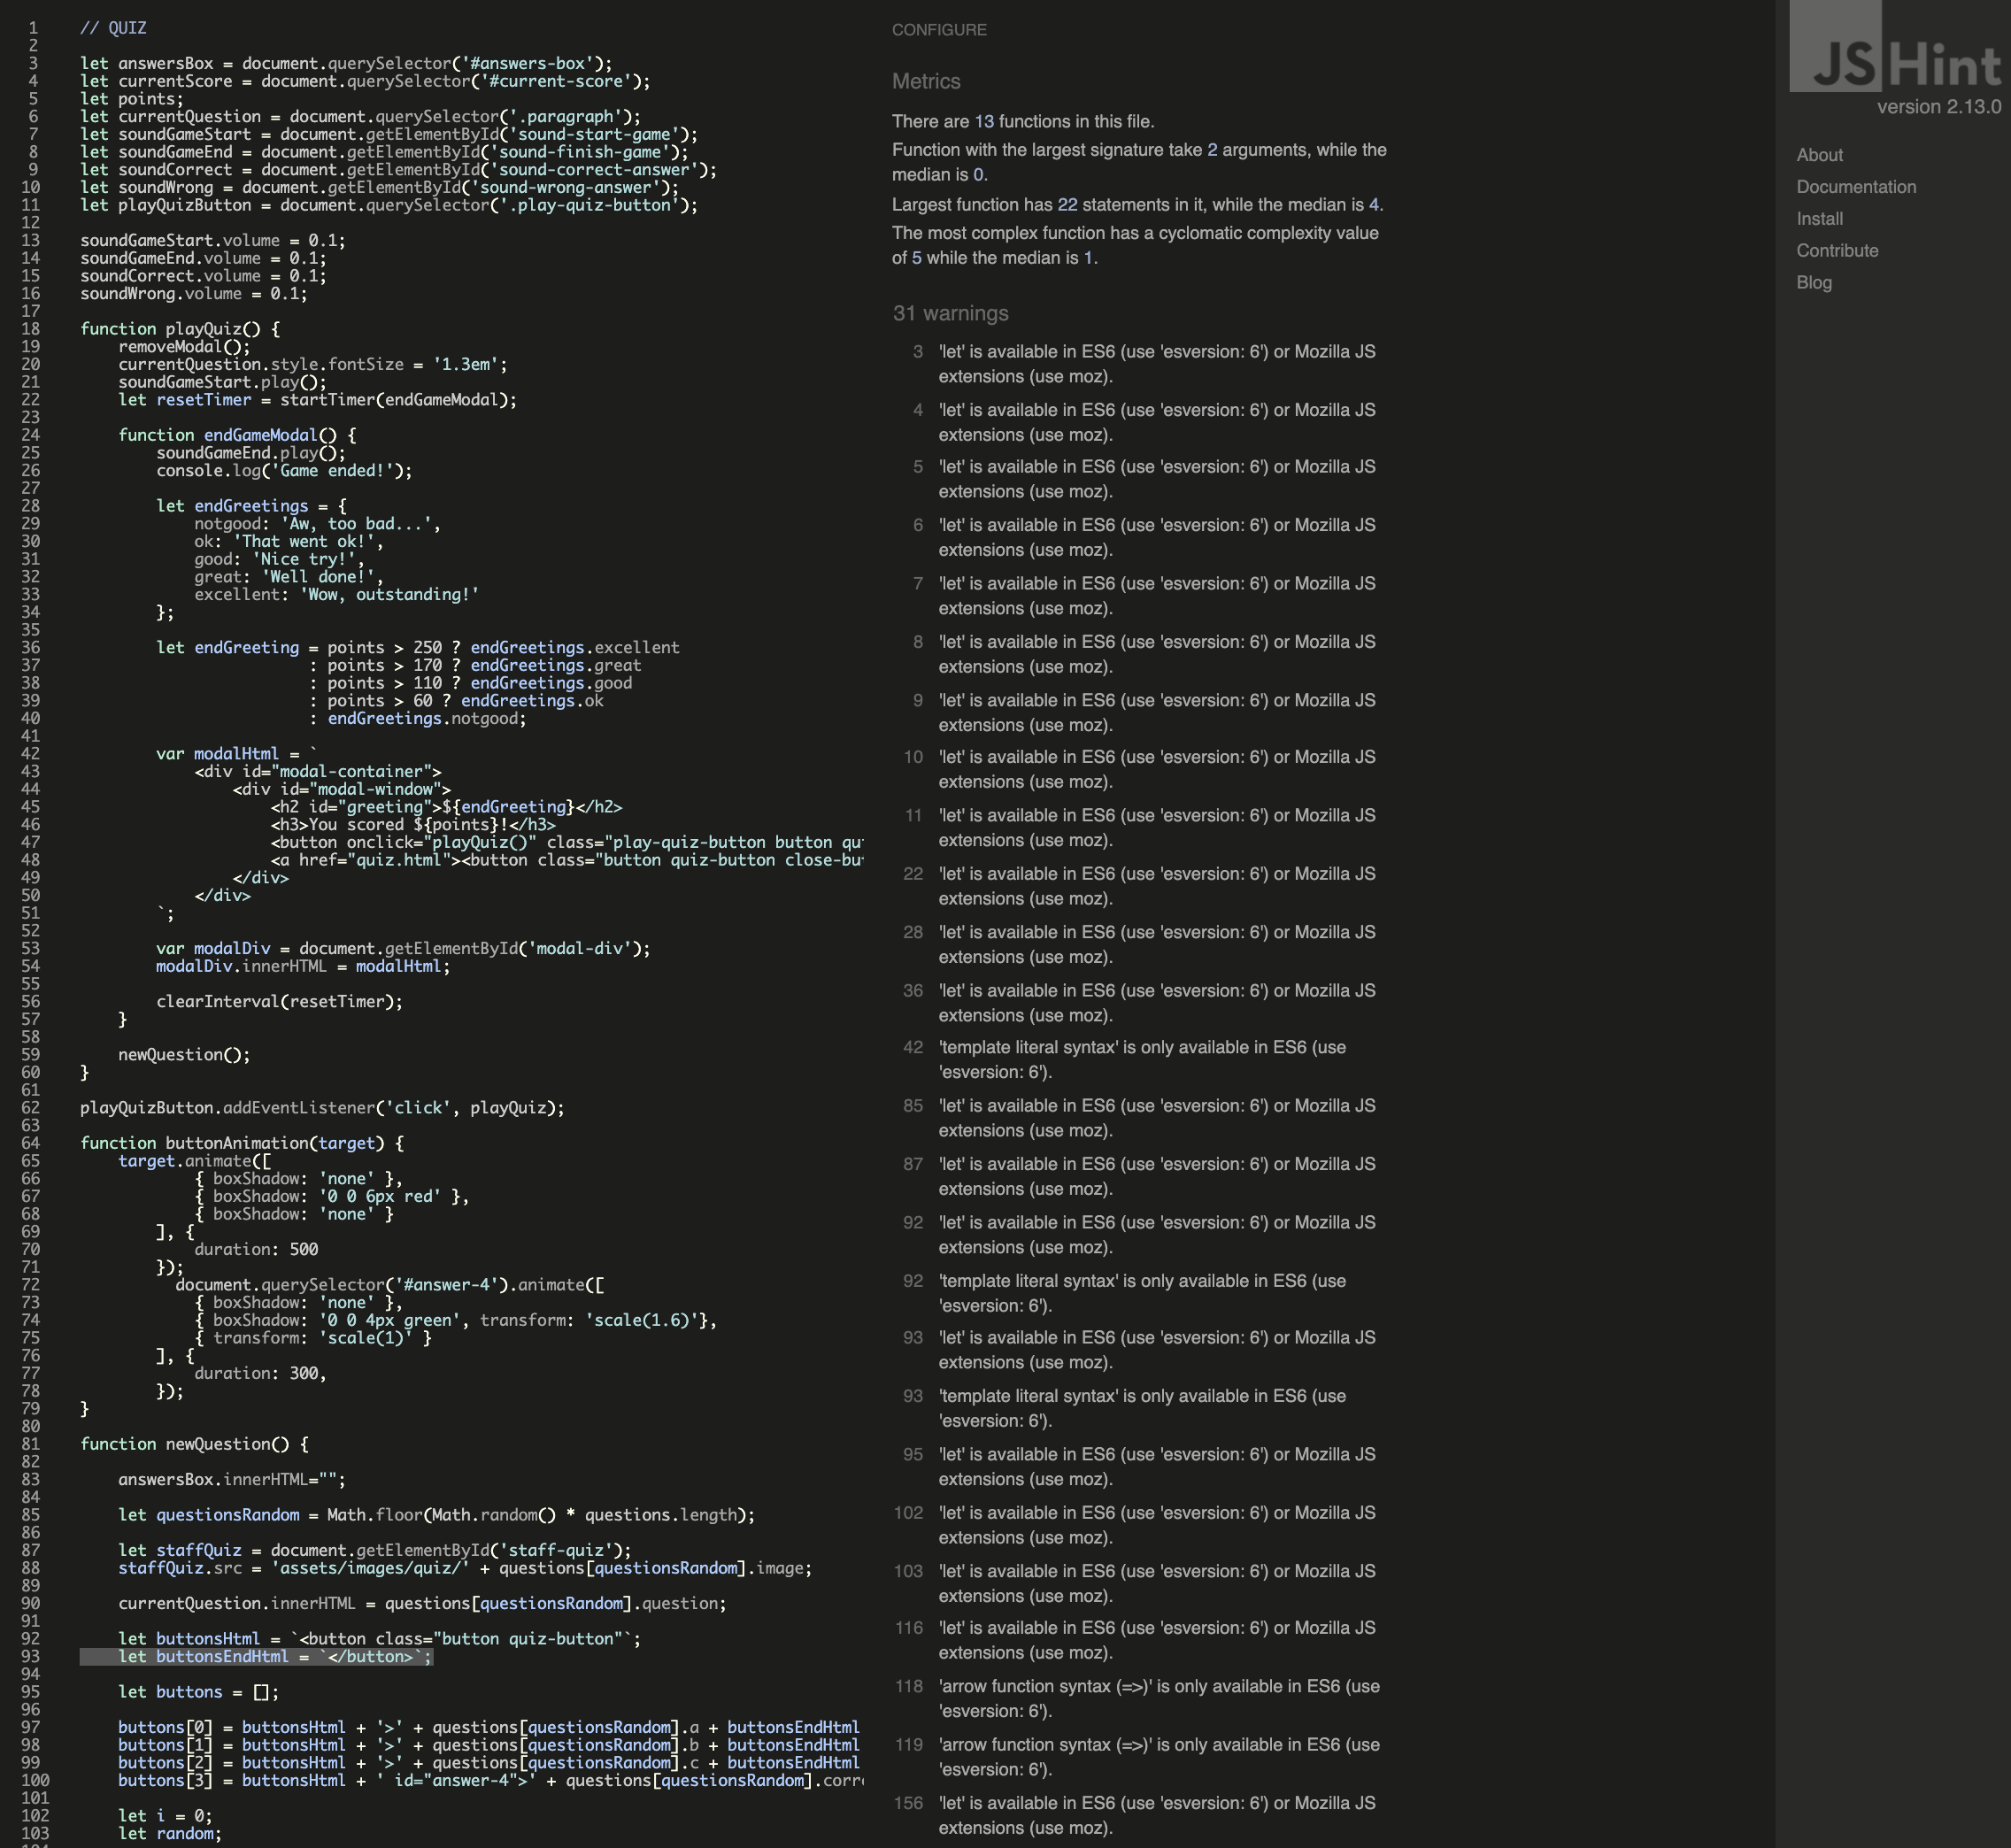 1 // QUIZ
2
3 let answersBox = document.querySelector('#answers-box');
4 let currentScore = document.querySelector('#current-score');
5 let points;
6 let currentQuestion = document.querySelector('.paragraph');
7 let soundGameStart = document.getElementById('sound-start-game');
8 let soundGameEnd = document.getElementById('sound-finish-game');
9 let soundCorrect = document.getElementById('sound-correct-answer');
10 let soundWrong = document.getElementById('sound-wrong-answer');
11 let playQuizButton = document.querySelector('.play-quiz-button');
12
13 soundGameStart.volume = 0.1;
14 soundGameEnd.volume = 0.1;
15 soundCorrect.volume = 0.1;
16 soundWrong.volume = 0.1;
17
18 function playQuiz() {
19 removeModal();
20 currentQuestion.style.fontSize = '1.3em';
21 soundGameStart.play();
22 let resetTimer = startTimer(endGameModal);
23
24 function endGameModal() {
25 soundGameEnd.play();
26 console.log('Game ended!');
27
28 let endGreetings = {
29 notgood: 'Aw, too bad...',
30 ok: 'That went ok!',
31 good: 'Nice try!',
32 great: 'Well done!',
33 excellent: 'Wow, outstanding!'
34 };
35
36 let endGreeting = points > 250 ? endGreetings.excellent
37 : points > 170 ? endGreetings.great
38 : points > 110 ? endGreetings.good
39 : points > 60 ? endGreetings.ok
40 : endGreetings.notgood;
41
42 var modalHtml = `
43 <div id="modal-container">
44 <div id="modal-window">
45 <h2 id="greeting">${endGreeting}</h2>
46 <h3>You scored ${points}!</h3>
47 <button onclick="playQuiz()" class="play-quiz-button button qu
48 <a href="quiz.html"><button class="button quiz-button close-bu
49 </div>
50 </div>
51 `;
52
53 var modalDiv = document.getElementById('modal-div');
54 modalDiv.innerHTML = modalHtml;
55
56 clearInterval(resetTimer);
57 }
58
59 newQuestion();
60 }
61
62 playQuizButton.addEventListener('click', playQuiz);
63
64 function buttonAnimation(target) {
65 target.animate([
66 { boxShadow: 'none' },
67 { boxShadow: '0 0 6px red' },
68 { boxShadow: 'none' }
69 ], {
70 duration: 500
71 });
72 document.querySelector('#answer-4').animate([
73 { boxShadow: 'none' },
74 { boxShadow: '0 0 4px green', transform: 'scale(1.6)'},
75 { transform: 'scale(1)' }
76 ], {
77 duration: 300,
78 });
79 }
80
81 function newQuestion() {
82
83 answersBox.innerHTML="";
84
85 let questionsRandom = Math.floor(Math.random() * questions.length);
86
87 let staffQuiz = document.getElementById('staff-quiz');
88 staffQuiz.src = 'assets/images/quiz/' + questions[questionsRandom].image;
89
90 currentQuestion.innerHTML = questions[questionsRandom].question;
91
92 let buttonsHtml = `<button class="button quiz-button"`;
93 let buttonsEndHtml = `</button>`;
94
95 let buttons = [];
96
97 buttons[0] = buttonsHtml + '>' + questions[questionsRandom].a + buttonsEndHtml
98 buttons[1] = buttonsHtml + '>' + questions[questionsRandom].b + buttonsEndHtml
99 buttons[2] = buttonsHtml + '>' + questions[questionsRandom].c + buttonsEndHtml
100 buttons[3] = buttonsHtml + ' id="answer-4">' + questions[questionsRandom].corr
101
102 let i = 0;
103 let random;
CONFIGURE
Metrics
There are 13 functions in this file.
Function with the largest signature take 2 arguments, while the
median is 0.
Largest function has 22 statements in it, while the median is 4.
The most complex function has a cyclomatic complexity value
of 5 while the median is 1.
31 warnings
3 'let' is available in ES6 (use 'esversion: 6') or Mozilla JS
extensions (use moz).
4 'let' is available in ES6 (use 'esversion: 6') or Mozilla JS
extensions (use moz).
5 'let' is available in ES6 (use 'esversion: 6') or Mozilla JS
extensions (use moz).
6 'let' is available in ES6 (use 'esversion: 6') or Mozilla JS
extensions (use moz).
7 'let' is available in ES6 (use 'esversion: 6') or Mozilla JS
extensions (use moz).
8 'let' is available in ES6 (use 'esversion: 6') or Mozilla JS
extensions (use moz).
9 'let' is available in ES6 (use 'esversion: 6') or Mozilla JS
extensions (use moz).
10 'let' is available in ES6 (use 'esversion: 6') or Mozilla JS
extensions (use moz).
11 'let' is available in ES6 (use 'esversion: 6') or Mozilla JS
extensions (use moz).
22 'let' is available in ES6 (use 'esversion: 6') or Mozilla JS
extensions (use moz).
28 'let' is available in ES6 (use 'esversion: 6') or Mozilla JS
extensions (use moz).
36 'let' is available in ES6 (use 'esversion: 6') or Mozilla JS
extensions (use moz).
42 'template literal syntax' is only available in ES6 (use
'esversion: 6').
85 'let' is available in ES6 (use 'esversion: 6') or Mozilla JS
extensions (use moz).
87 'let' is available in ES6 (use 'esversion: 6') or Mozilla JS
extensions (use moz).
92 'let' is available in ES6 (use 'esversion: 6') or Mozilla JS
extensions (use moz).
92 'template literal syntax' is only available in ES6 (use
'esversion: 6').
93 'let' is available in ES6 (use 'esversion: 6') or Mozilla JS
extensions (use moz).
93 'template literal syntax' is only available in ES6 (use
'esversion: 6').
95 'let' is available in ES6 (use 'esversion: 6') or Mozilla JS
extensions (use moz).
102 'let' is available in ES6 (use 'esversion: 6') or Mozilla JS
extensions (use moz).
103 'let' is available in ES6 (use 'esversion: 6') or Mozilla JS
extensions (use moz).
116 'let' is available in ES6 (use 'esversion: 6') or Mozilla JS
extensions (use moz).
118 'arrow function syntax (=>)' is only available in ES6 (use
'esversion: 6').
119 'arrow function syntax (=>)' is only available in ES6 (use
'esversion: 6').
156 'let' is available in ES6 (use 'esversion: 6') or Mozilla JS
extensions (use moz).
JSHint
version 2.13.0
About
Documentation
Install
Contribute
Blog